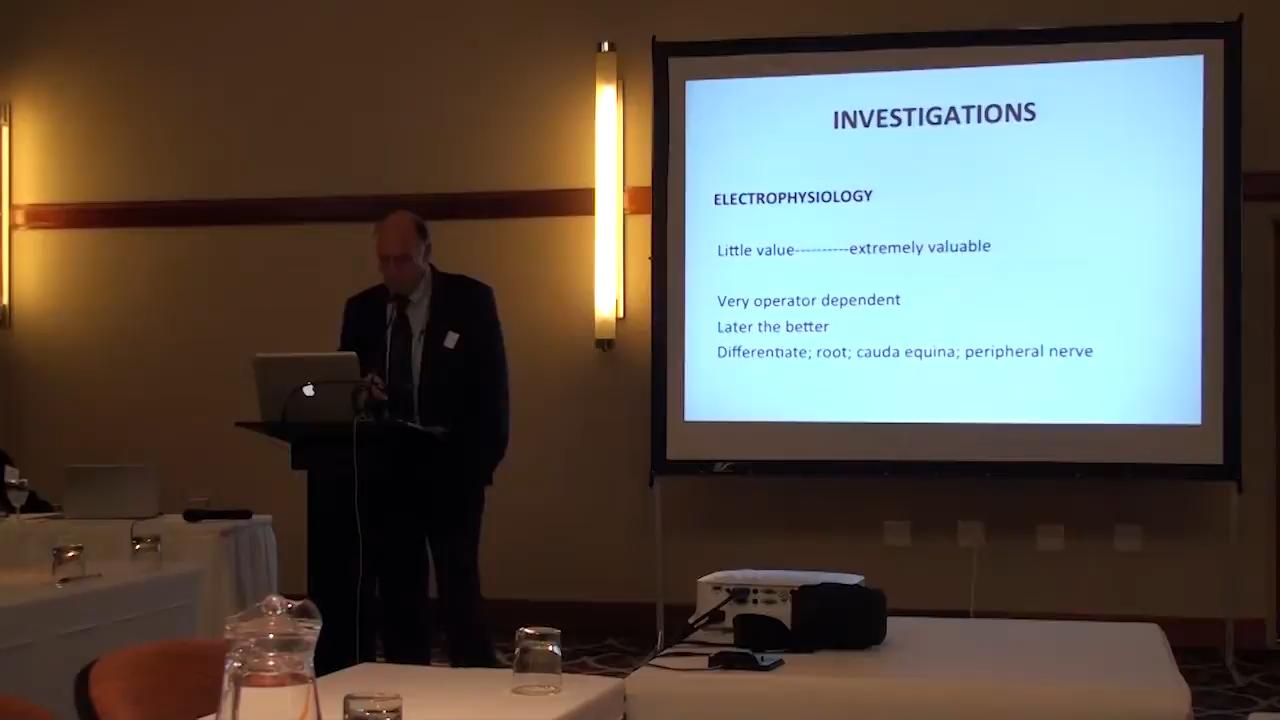 INVESTIGATIONS
ELECTROPHYSIOLOGY
Little value----------extremely valuable
Very operator dependent
Later the better
Differentiate; root; cauda equina; peripheral nerve